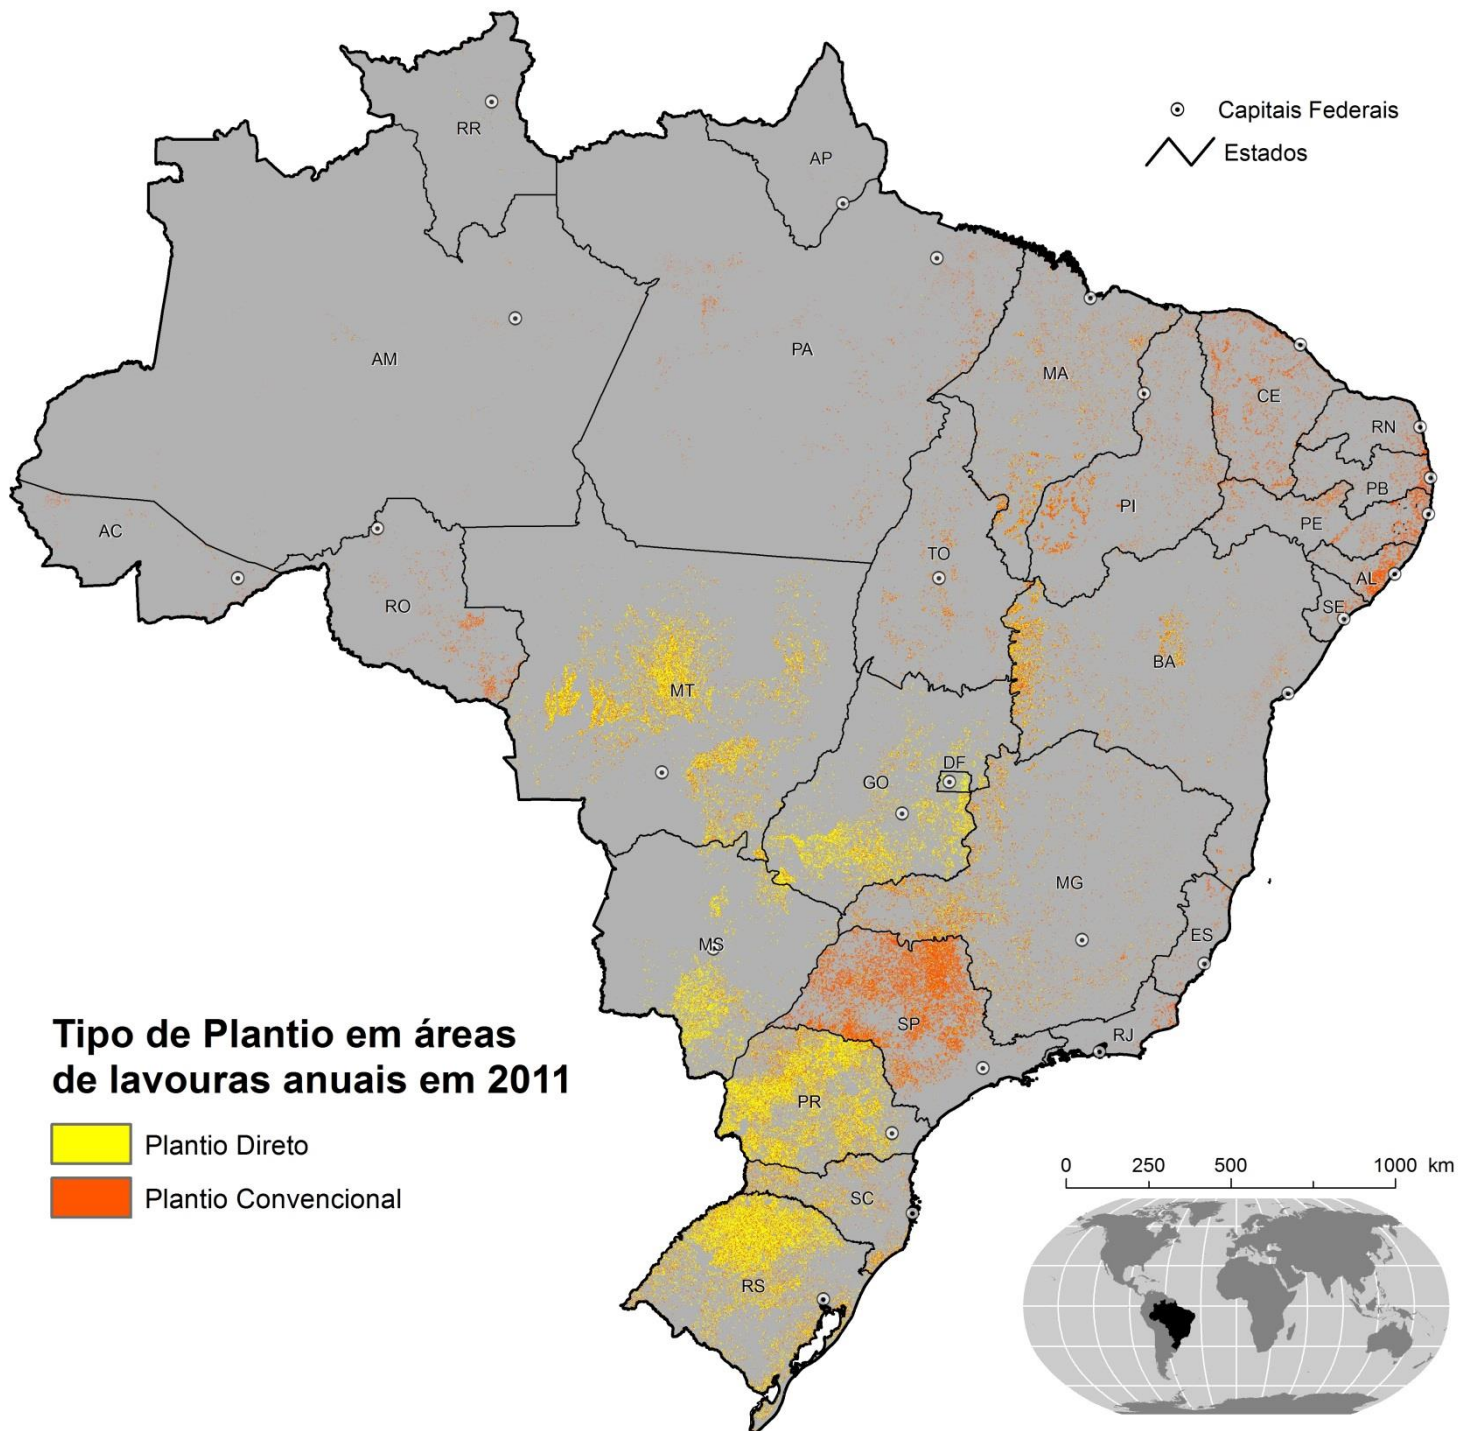 Capitais Federais
Estados
RR
AP
AM
PA
MA
CE
RN
PB
PI
PE
AC
TO
AL
RO
SE
BA
MT
DF
GO
MG
MS
ES
SP
RJ
Tipo de Plantio em áreas
de lavouras anuais em 2011
PR
Plantio Direto
Plantio Convencional
SC
RS
0 250 500 1000 km